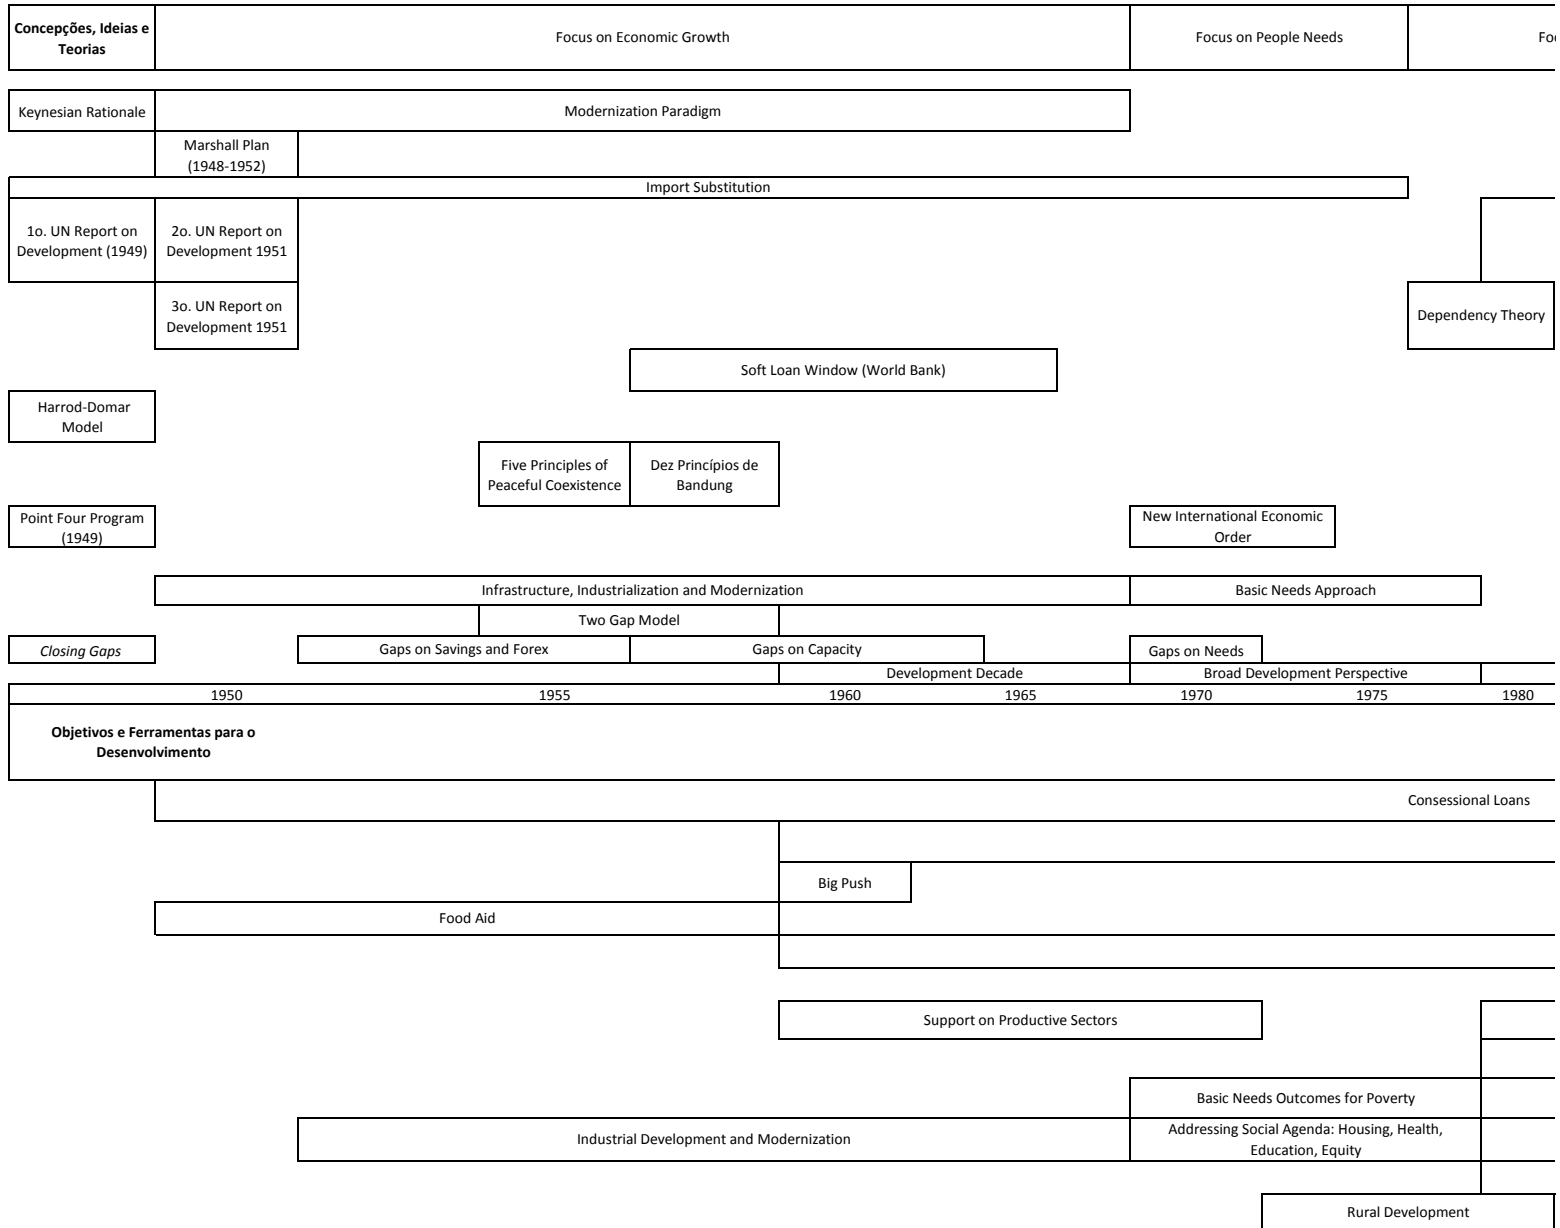 Concepções, Ideias e
Teorias
Focus on Economic Growth
Focus on People Needs
Foc
Keynesian Rationale
Modernization Paradigm
Marshall Plan
(1948-1952)
Import Substitution
1o. UN Report on
Development (1949)
2o. UN Report on
Development 1951
3o. UN Report on
Development 1951
Dependency Theory
Soft Loan Window (World Bank)
Harrod-Domar
Model
Five Principles of
Peaceful Coexistence
Dez Princípios de
Bandung
Point Four Program
(1949)
New International Economic
Order
Infrastructure, Industrialization and Modernization
Basic Needs Approach
Two Gap Model
Closing Gaps
Gaps on Savings and Forex
Gaps on Capacity
Gaps on Needs
Development Decade
Broad Development Perspective
1950
1955
1960
1965
1970
1975
1980
Objetivos e Ferramentas para o
Desenvolvimento
Consessional Loans
Big Push
Food Aid
Support on Productive Sectors
Basic Needs Outcomes for Poverty
Industrial Development and Modernization
Addressing Social Agenda: Housing, Health,
Education, Equity
Rural Development